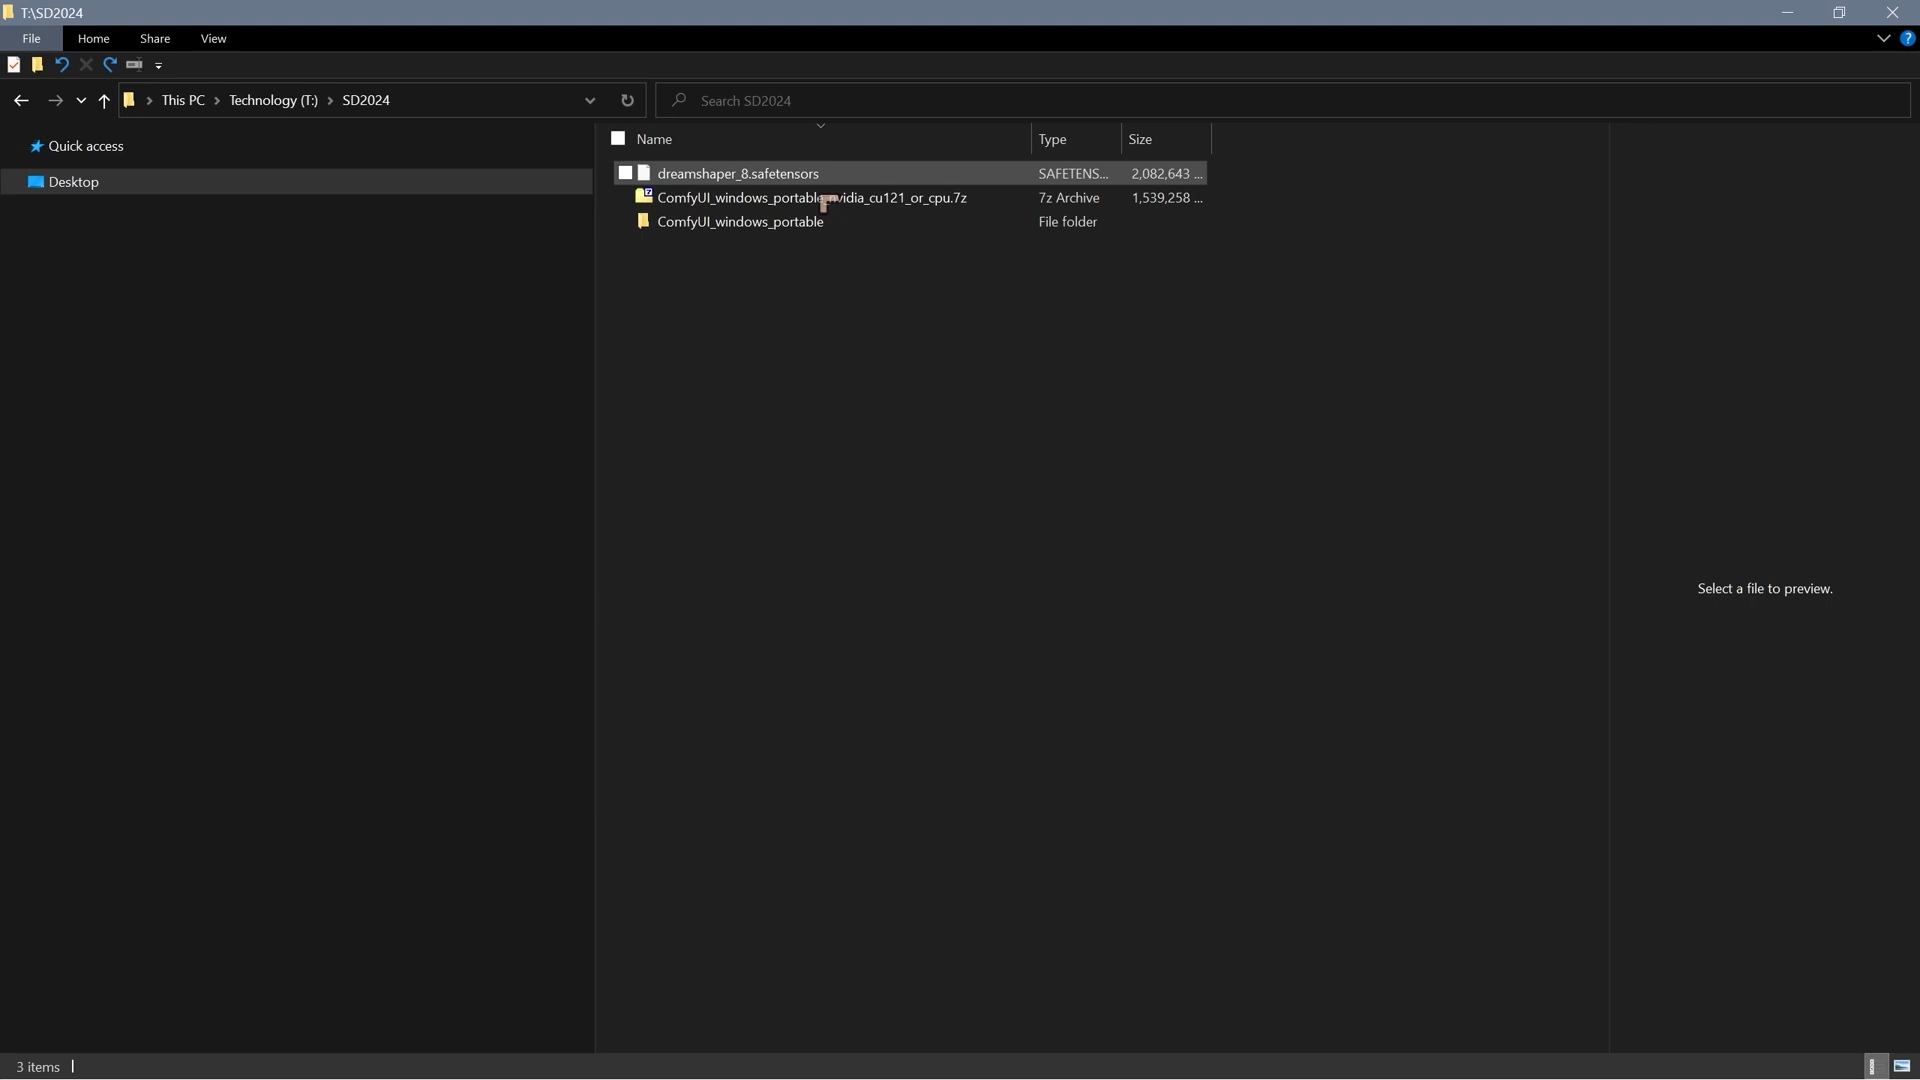 T:\SD2024
File Home Share View
This PC Technology (T:) SD2024
Search SD2024
Quick access
Desktop
Name Type Size
dreamshaper_8.safetensors SAFETENS... 2,082,643 ...
ComfyUI_windows_portable_nvidia_cu121_or_cpu.7z 7z Archive 1,539,258 ...
ComfyUI_windows_portable File folder
Select a file to preview.
3 items